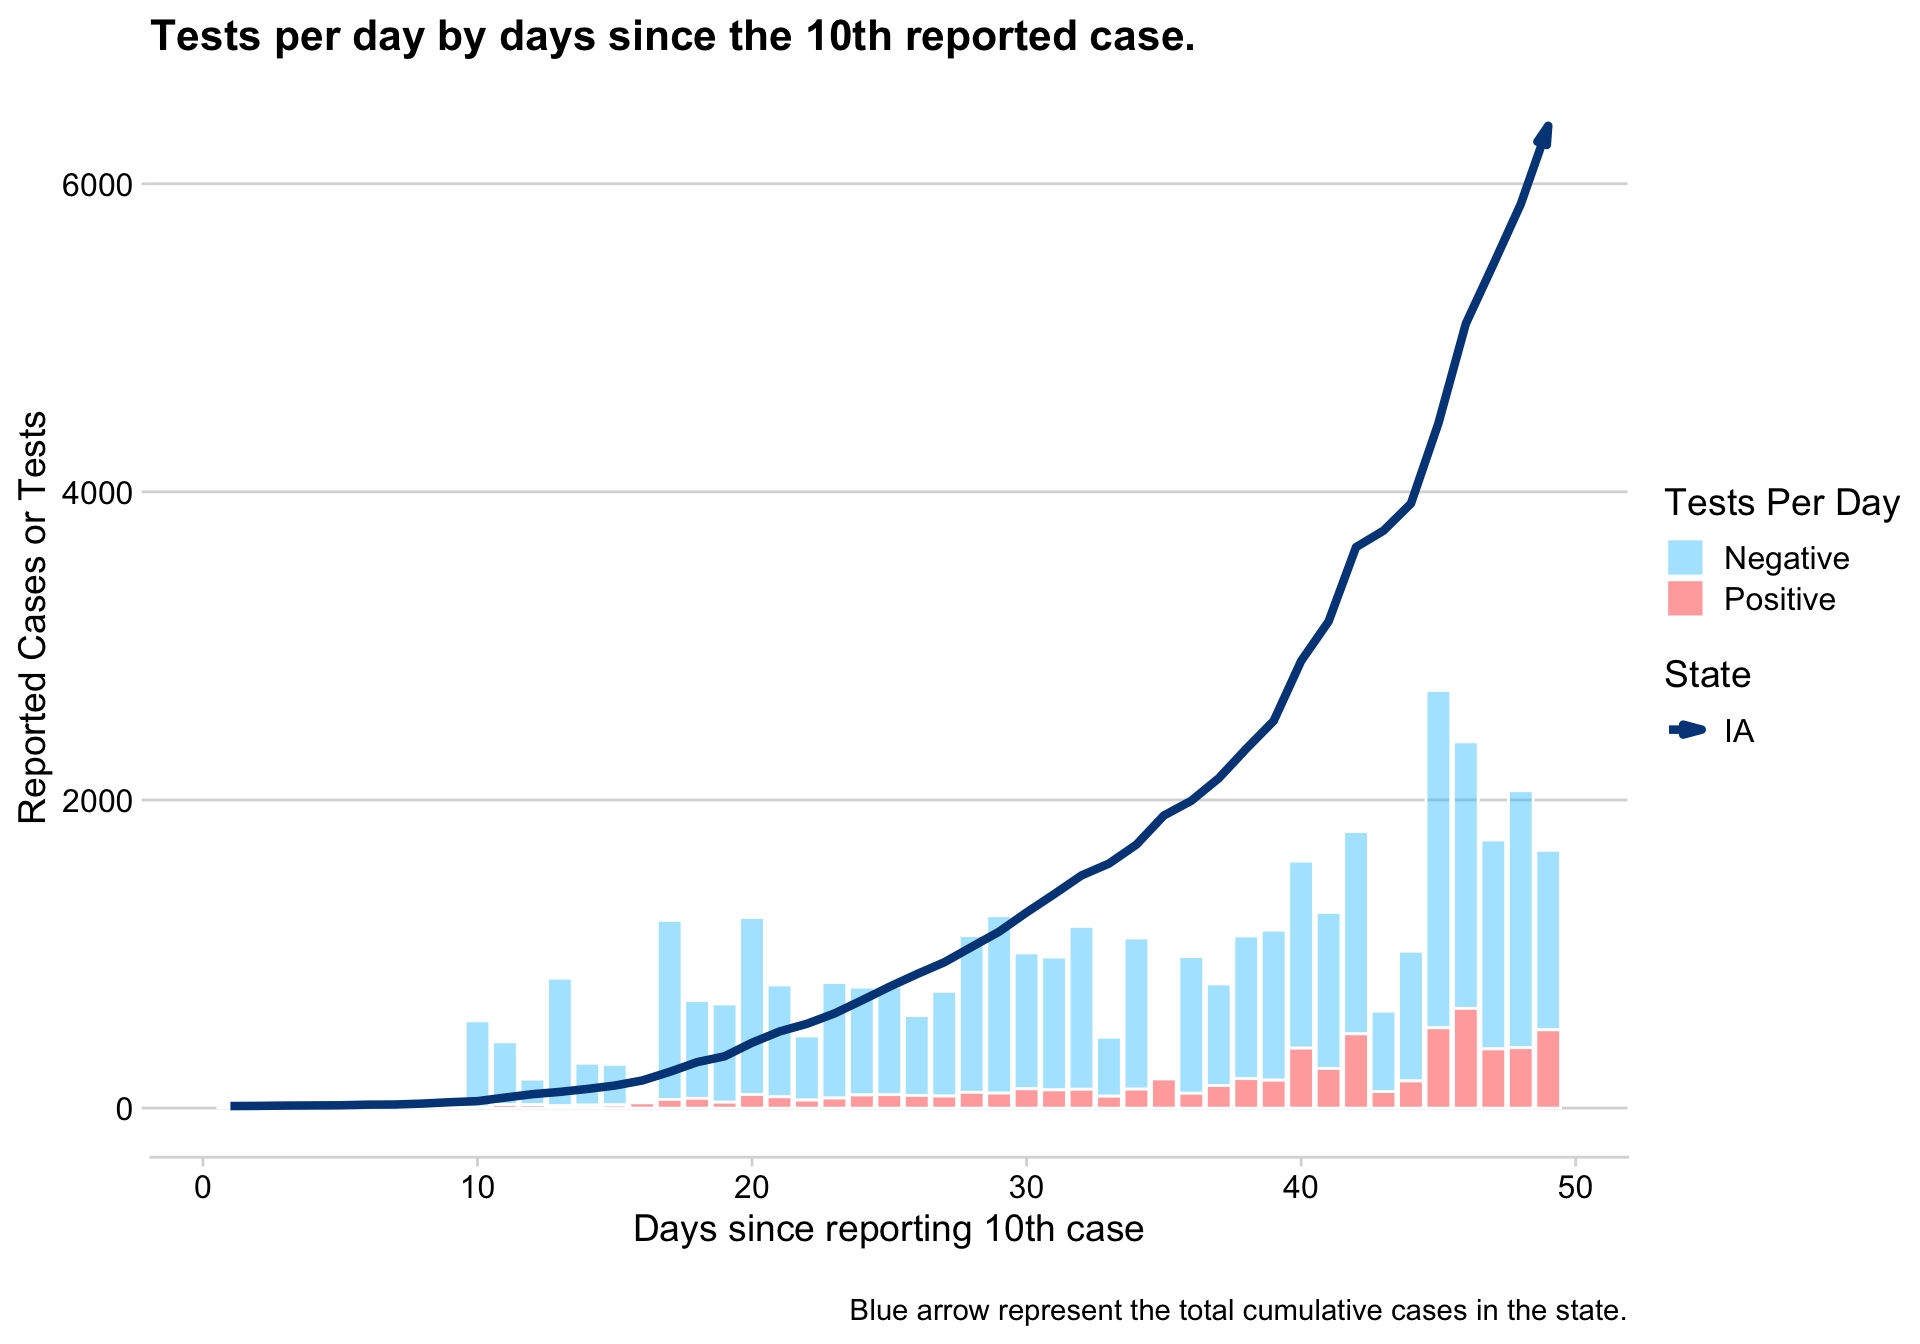 Tests per day by days since the 10th reported case.
Reported Cases or Tests
6000
4000
2000
0
0 10 20 30 40 50
Days since reporting 10th case
Tests Per Day
Negative
Positive
State
IA
Blue arrow represent the total cumulative cases in the state.